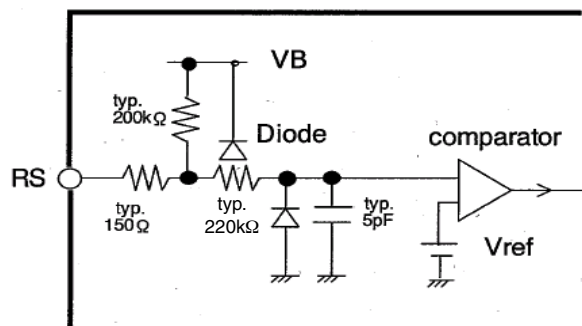 VB
typ.
200kΩ
Diode
comparator
RS
typ.
150Ω
typ.
220kΩ
typ.
5pF
Vref